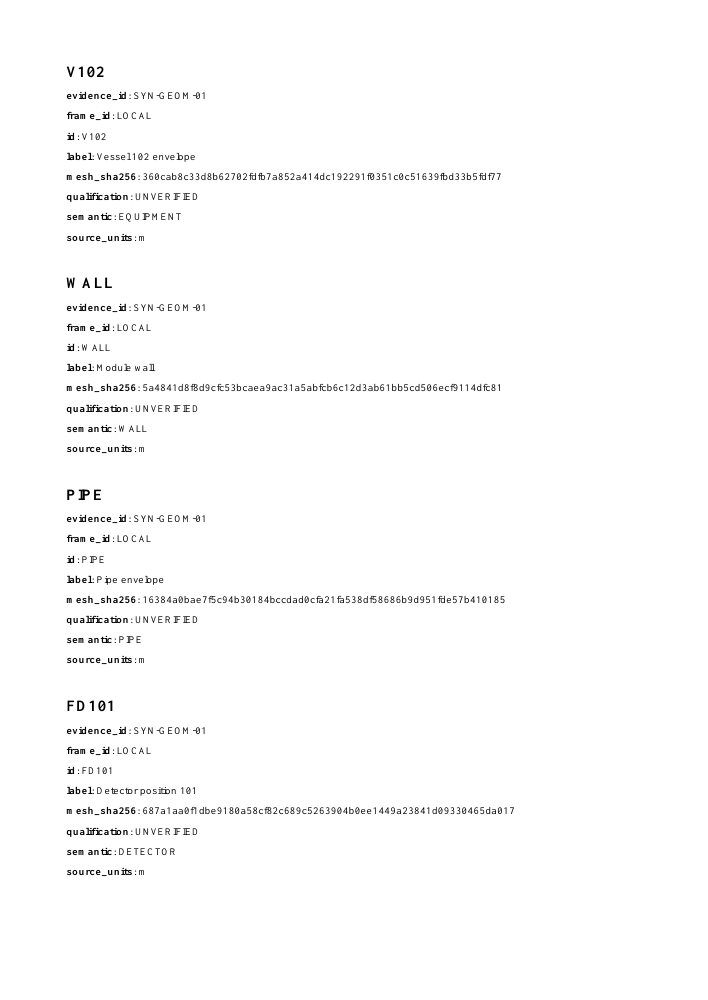 V102
evidence_id: SYN-GEOM-01
frame_id: LOCAL
id: V102
label: Vessel 102 envelope
mesh_sha256: 360cab8c33d8b62702fdfb7a852a414dc192291f0351c0c51639fbd33b5fdf77
qualification: UNVERIFIED
semantic: EQUIPMENT
source_units: m
WALL
evidence_id: SYN-GEOM-01
frame_id: LOCAL
id: WALL
label: Module wall
mesh_sha256: 5a4841d8f8d9cfc53bcaea9ac31a5abfcb6c12d3ab61bb5cd506ecf9114dfc81
qualification: UNVERIFIED
semantic: WALL
source_units: m
PIPE
evidence_id: SYN-GEOM-01
frame_id: LOCAL
id: PIPE
label: Pipe envelope
mesh_sha256: 16384a0bae7f5c94b30184bccdad0cfa21fa538df58686b9d951fde57b410185
qualification: UNVERIFIED
semantic: PIPE
source_units: m
FD101
evidence_id: SYN-GEOM-01
frame_id: LOCAL
id: FD101
label: Detector position 101
mesh_sha256: 687a1aa0f1dbe9180a58cf82c689c5263904b0ee1449a23841d09330465da017
qualification: UNVERIFIED
semantic: DETECTOR
source_units: m